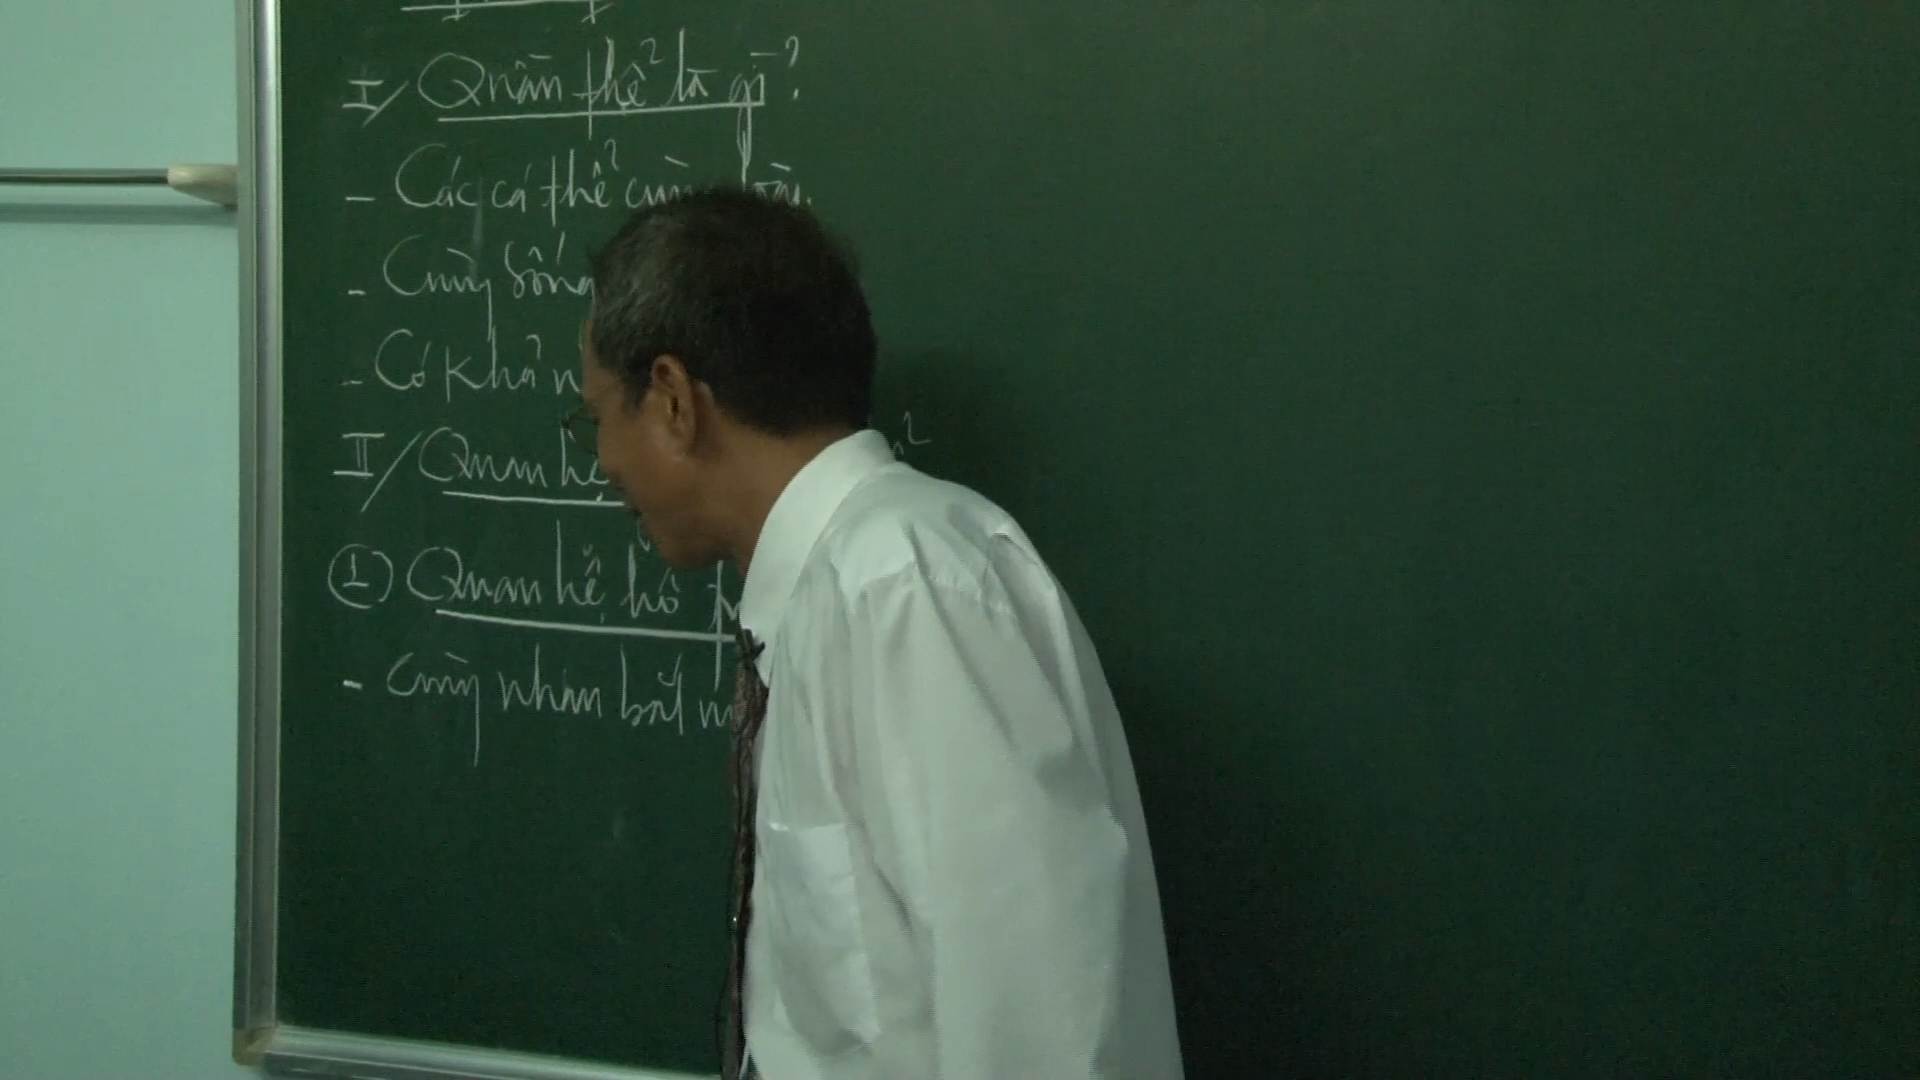 I/ Quần thể là gì?
- Các cá thể cùng loài.
- Cùng sống
- Có khả n
II/ Quan hệ
① Quan hệ hỗ
- Cùng nhau bắt